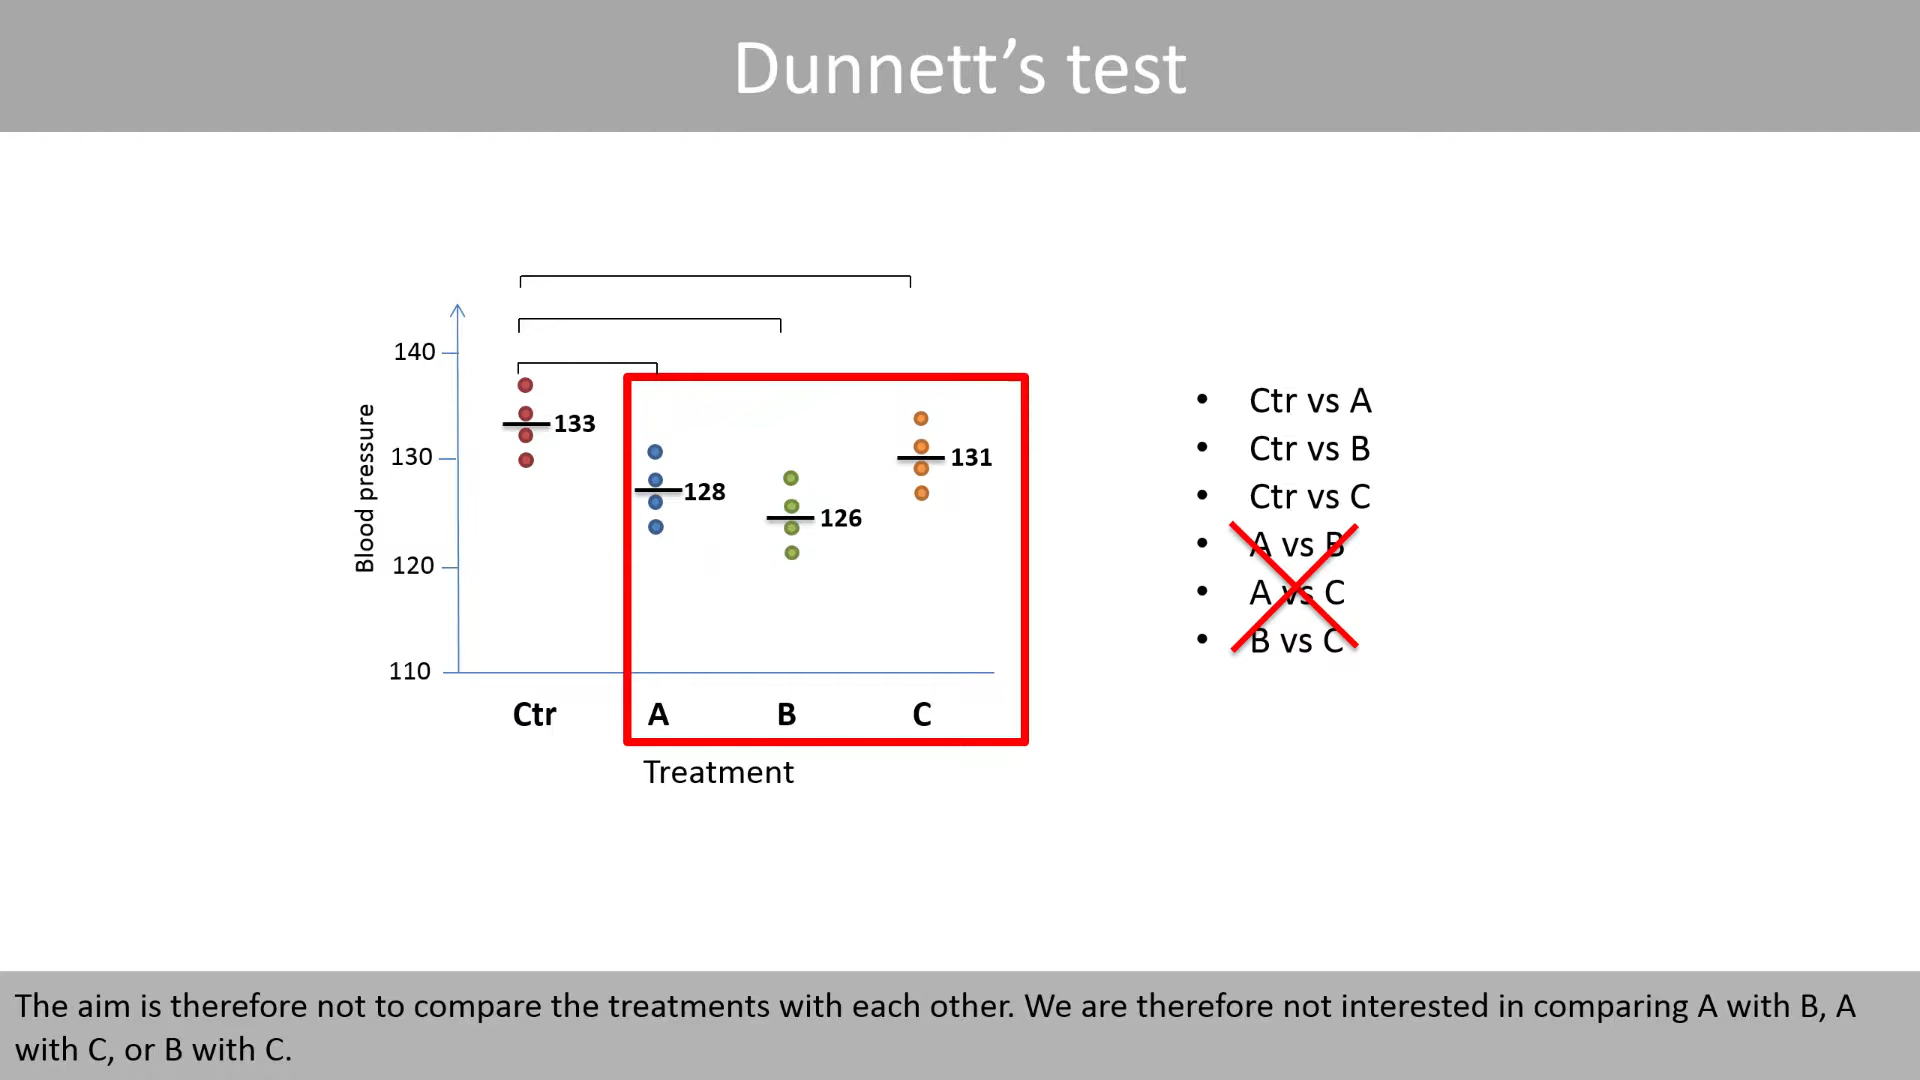 Dunnett's test
140
130
120
110
Blood pressure
133
128
126
131
Ctr
A
B
C
Treatment
• Ctr vs A
• Ctr vs B
• Ctr vs C
• A vs B
• A vs C
• B vs C
The aim is therefore not to compare the treatments with each other. We are therefore not interested in comparing A with B, A
with C, or B with C.